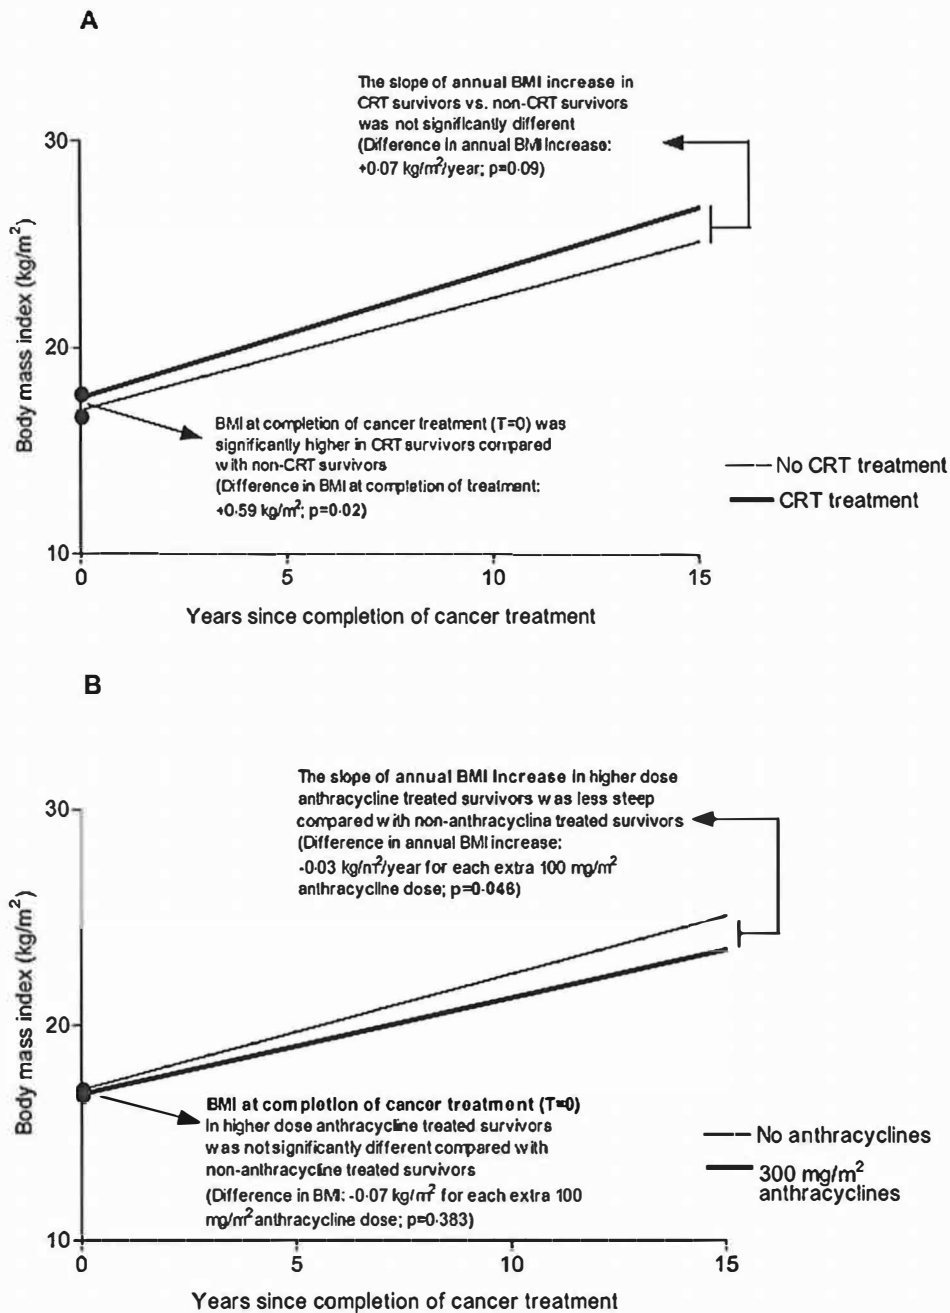 A
The slope of annual BMI increase in
CRT survivors vs. non-CRT survivors
was not significantly different
(Difference in annual BMI increase:
+0·07 kg/m²/year; p=0·09)
30
20
10
Body mass index (kg/m²)
BMI at completion of cancer treatment (T=0) was
significantly higher in CRT survivors compared
with non-CRT survivors
(Difference in BMI at completion of treatment:
+0·59 kg/m²; p=0·02)
No CRT treatment
CRT treatment
0 5 10 15
Years since completion of cancer treatment
B
The slope of annual BMI increase in higher dose
anthracycline treated survivors was less steep
compared with non-anthracyclina treated survivors
(Difference in annual BMI increase:
-0·03 kg/m²/year for each extra 100 mg/m²
anthracycline dose; p=0·046)
30
20
10
Body mass index (kg/m²)
BMI at completion of cancer treatment (T=0)
In higher dose anthracycline treated survivors
was not significantly different compared with
non-anthracycline treated survivors
(Difference in BMI: -0·07 kg/m² for each extra 100
mg/m² anthracycline dose; p=0·383)
No anthracyclines
300 mg/m²
anthracyclines
0 5 10 15
Years since completion of cancer treatment